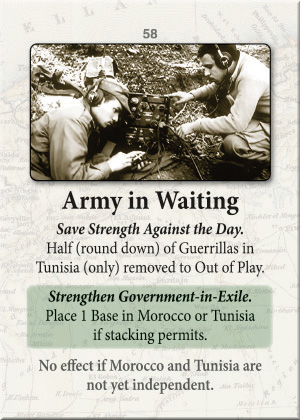 58
Army in Waiting
Save Strength Against the Day.
Half (round down) of Guerrillas in
Tunisia (only) removed to Out of Play.
Strengthen Government-in-Exile.
Place 1 Base in Morocco or Tunisia
if stacking permits.
No effect if Morocco and Tunisia are
not yet independent.